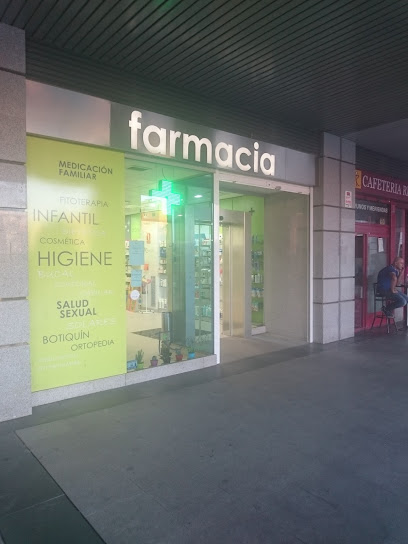 farmacia
MEDICACIÓN
FAMILIAR
FITOTERAPIA
INFANTIL
COSMÉTICA
HIGIENE
SALUD
SEXUAL
BOTIQUÍN
ORTOPEDIA
CAFETERIA